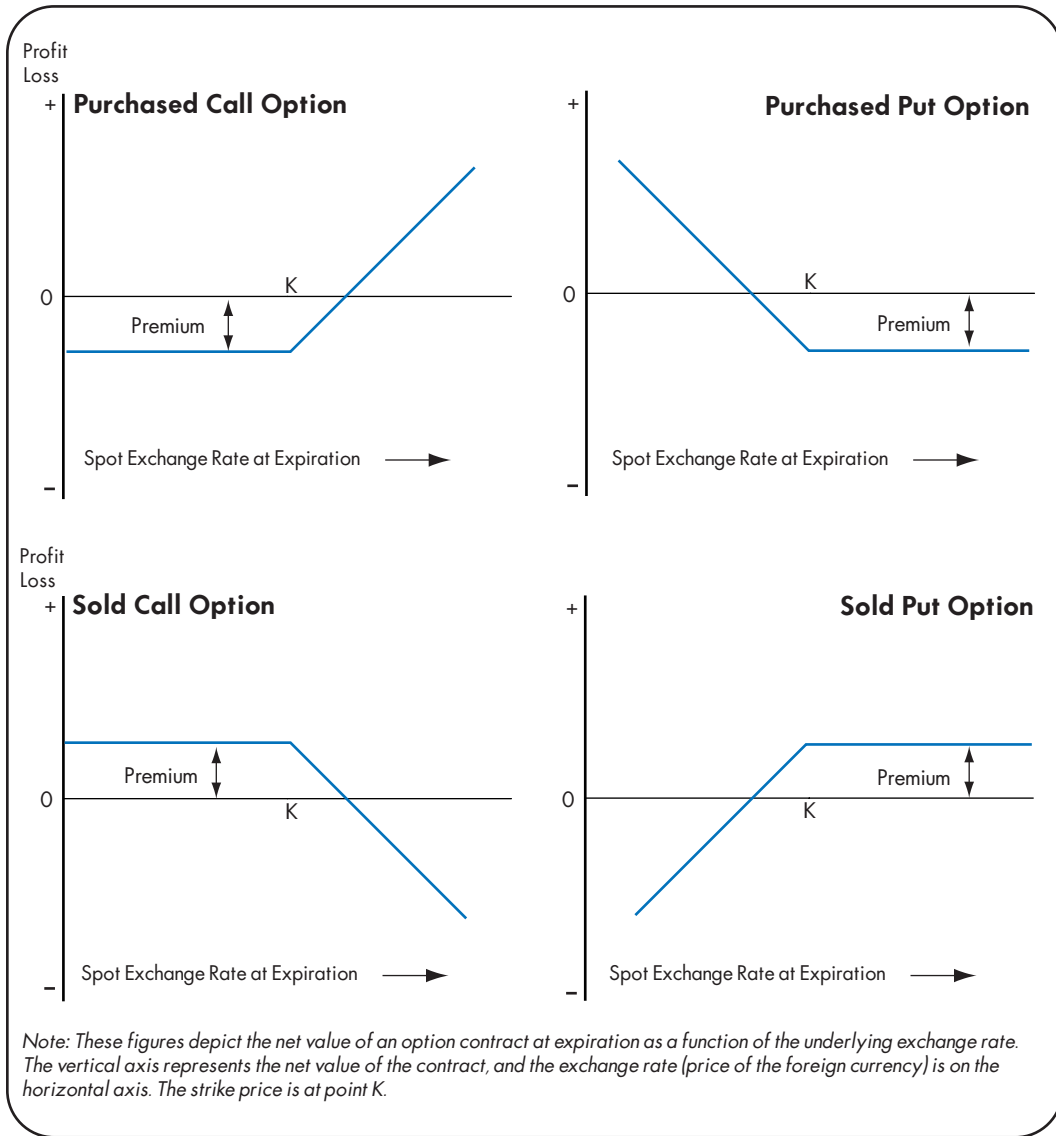 Profit
Loss
+ Purchased Call Option
K
0
Premium
Spot Exchange Rate at Expiration
–
+ Purchased Put Option
K
0
Premium
Spot Exchange Rate at Expiration
–
Profit
Loss
+ Sold Call Option
Premium
0
K
Spot Exchange Rate at Expiration
–
+ Sold Put Option
Premium
0
K
Spot Exchange Rate at Expiration
–
Note: These figures depict the net value of an option contract at expiration as a function of the underlying exchange rate.
The vertical axis represents the net value of the contract, and the exchange rate (price of the foreign currency) is on the
horizontal axis. The strike price is at point K.